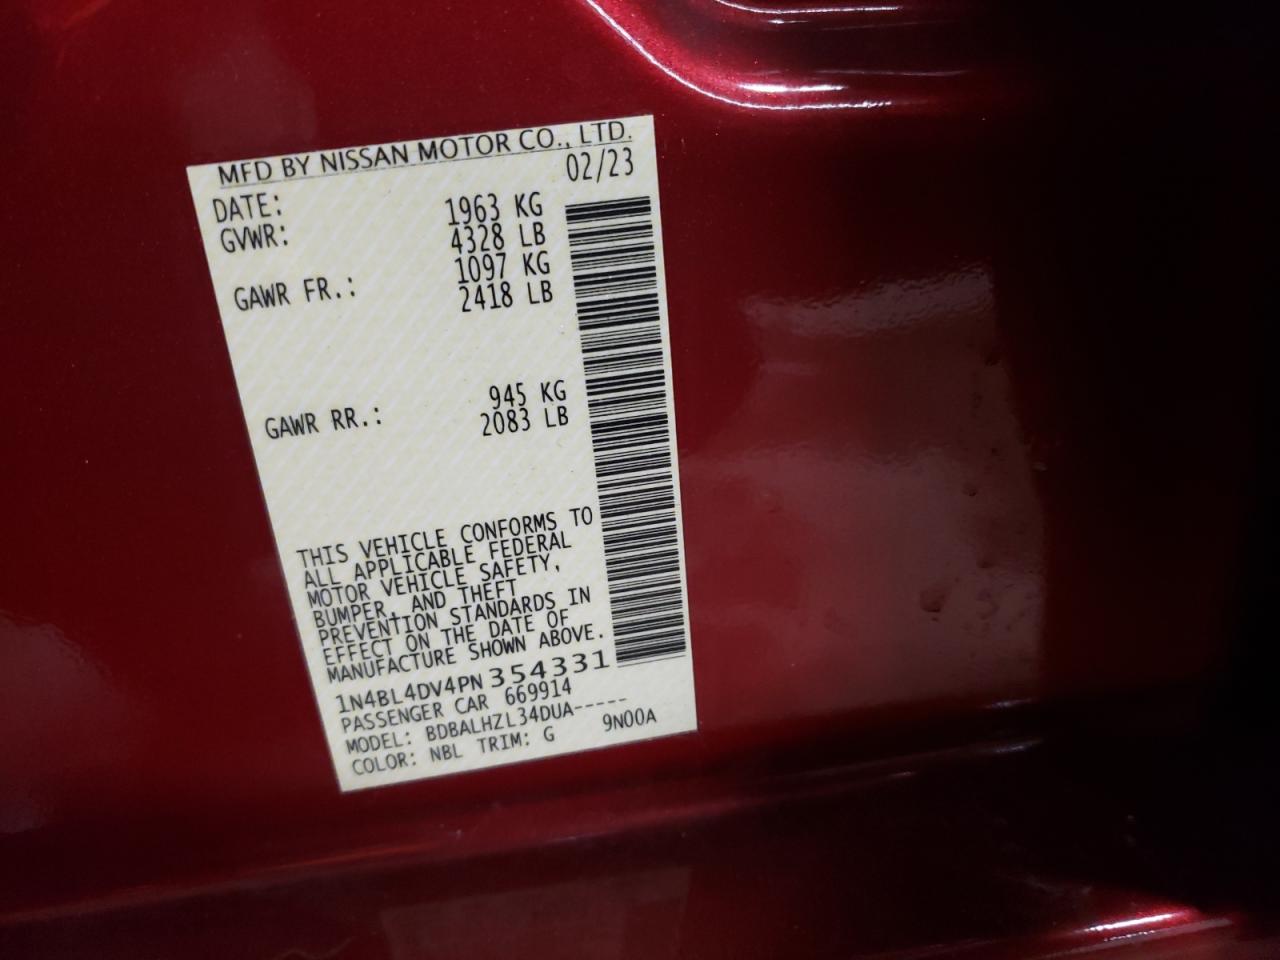 MFD BY NISSAN MOTOR CO., LTD.
DATE: 02/23
GVWR: 1963 KG
4328 LB
GAWR FR.: 1097 KG
2418 LB
GAWR RR.: 945 KG
2083 LB
THIS VEHICLE CONFORMS TO
ALL APPLICABLE FEDERAL
MOTOR VEHICLE SAFETY,
BUMPER, AND THEFT
PREVENTION STANDARDS IN
EFFECT ON THE DATE OF
MANUFACTURE SHOWN ABOVE.
1N4BL4DV4PN354331
PASSENGER CAR 669914
MODEL: BDBALHZL34DUA-----
COLOR: NBL TRIM: G 9N00A